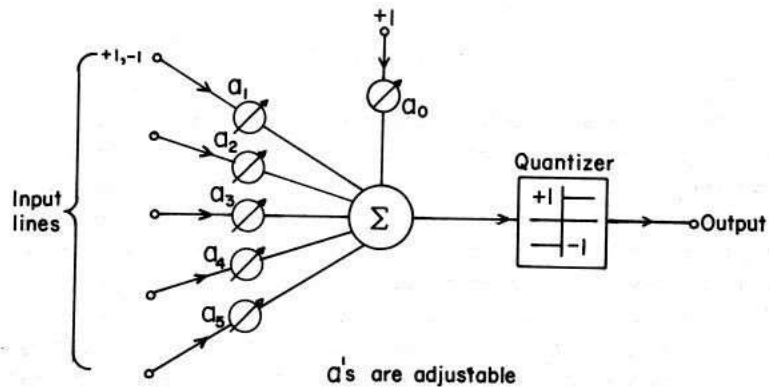 +1
+1,-1
a1
a0
a2
Quantizer
a3
+1
Input
lines
Σ
-1
Output
a4
a5
a's are adjustable